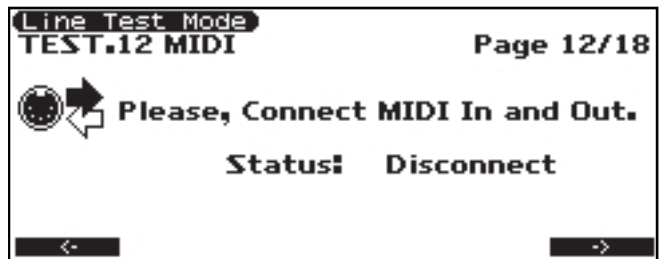 Line Test Mode
TEST.12 MIDI Page 12/18
Please, Connect MIDI In and Out.
Status: Disconnect
<- ->